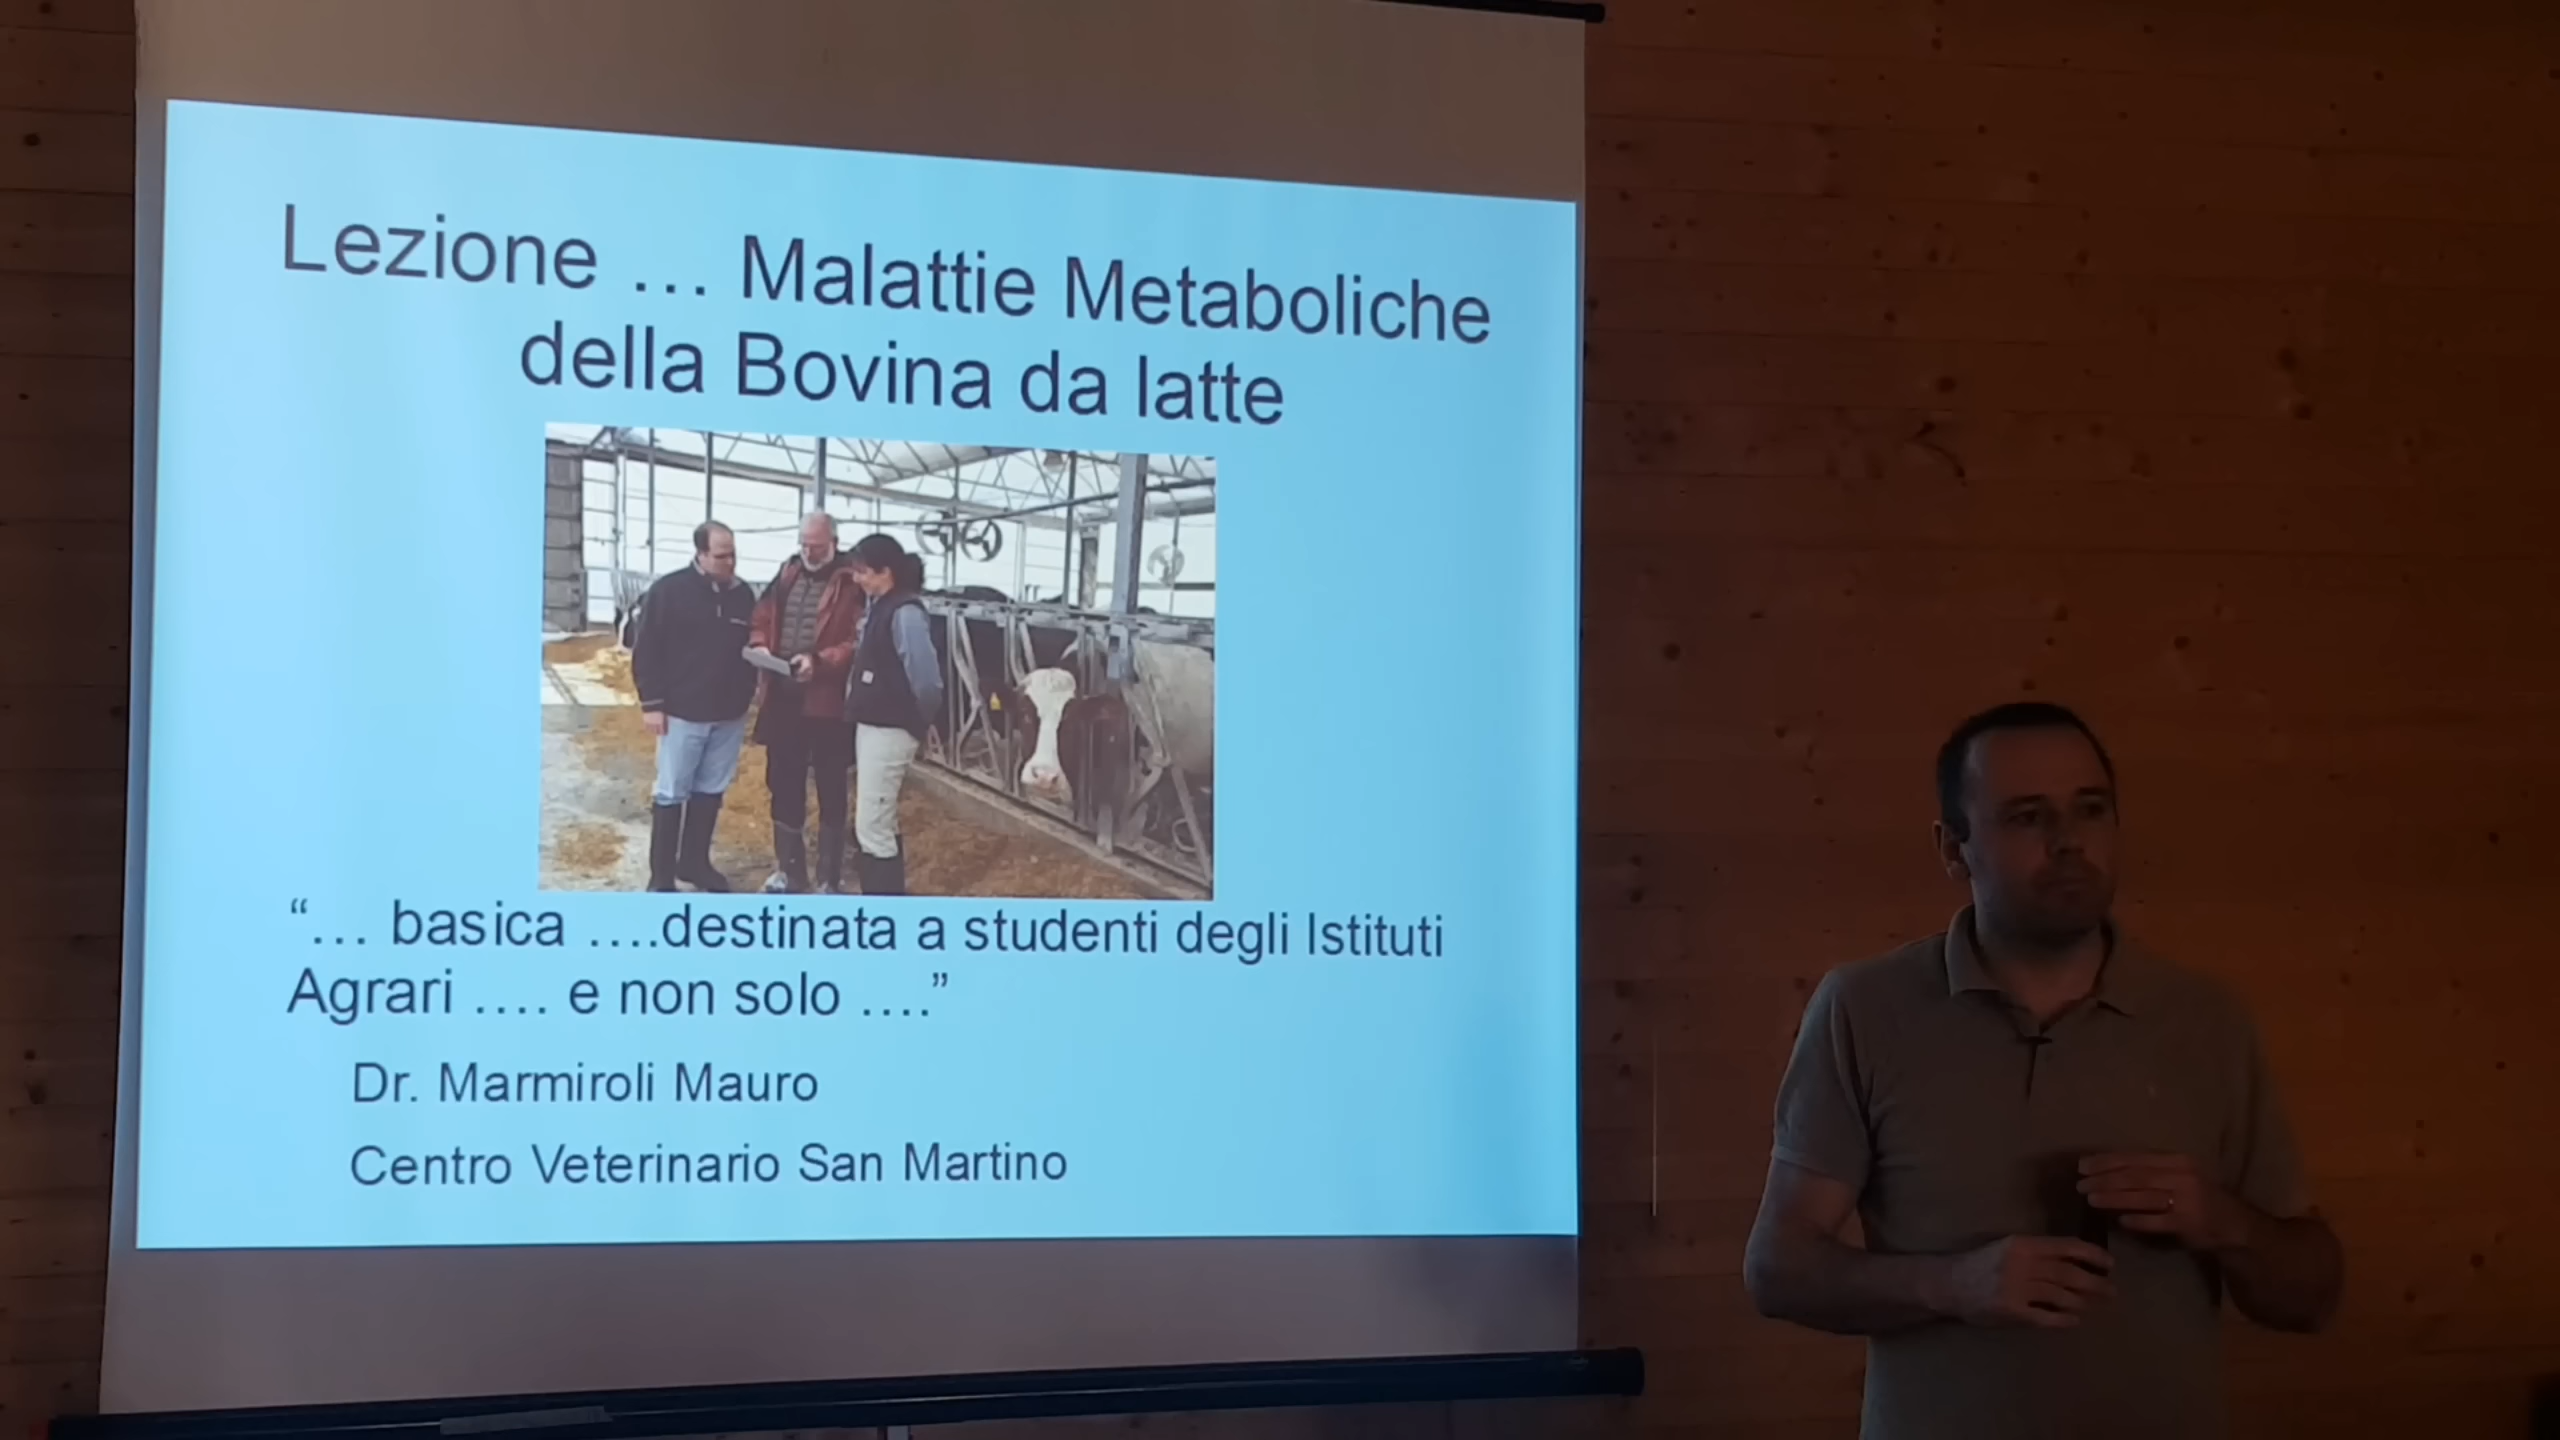 Lezione … Malattie Metaboliche
della Bovina da latte
“… basica ….destinata a studenti degli Istituti
Agrari …. e non solo ….”
Dr. Marmiroli Mauro
Centro Veterinario San Martino